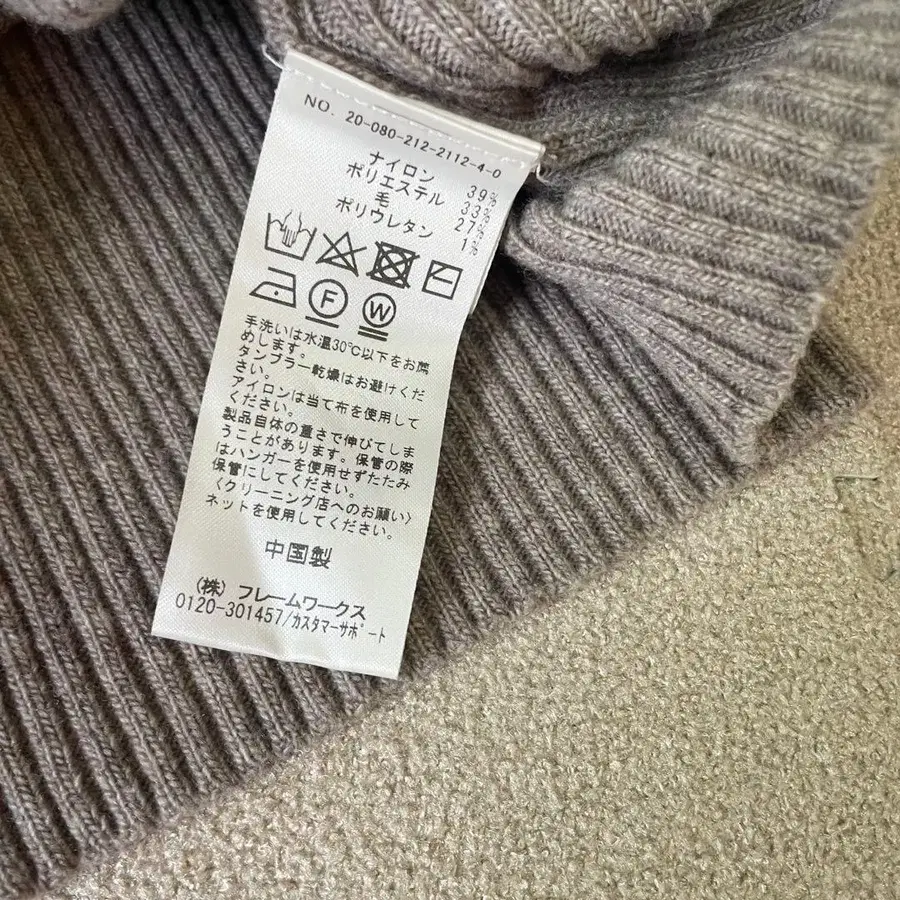 NO. 20-080-212-2112-4-0
ナイロン 39%
ポリエステル 33%
毛 27%
ポリウレタン 1%
F W
手洗いは水温30℃以下をお薦
めします。
タンブラー乾燥はお避けくだ
さい。
アイロンは当て布を使用して
ください。
製品自体の重さで伸びてしま
うことがあります。保管の際
はハンガーを使用せずたたみ
保管にしてください。
〈クリーニング店へのお願い〉
ネットを使用してください。
中国製
(株) フレームワークス
0120-301457/カスタマーサポート